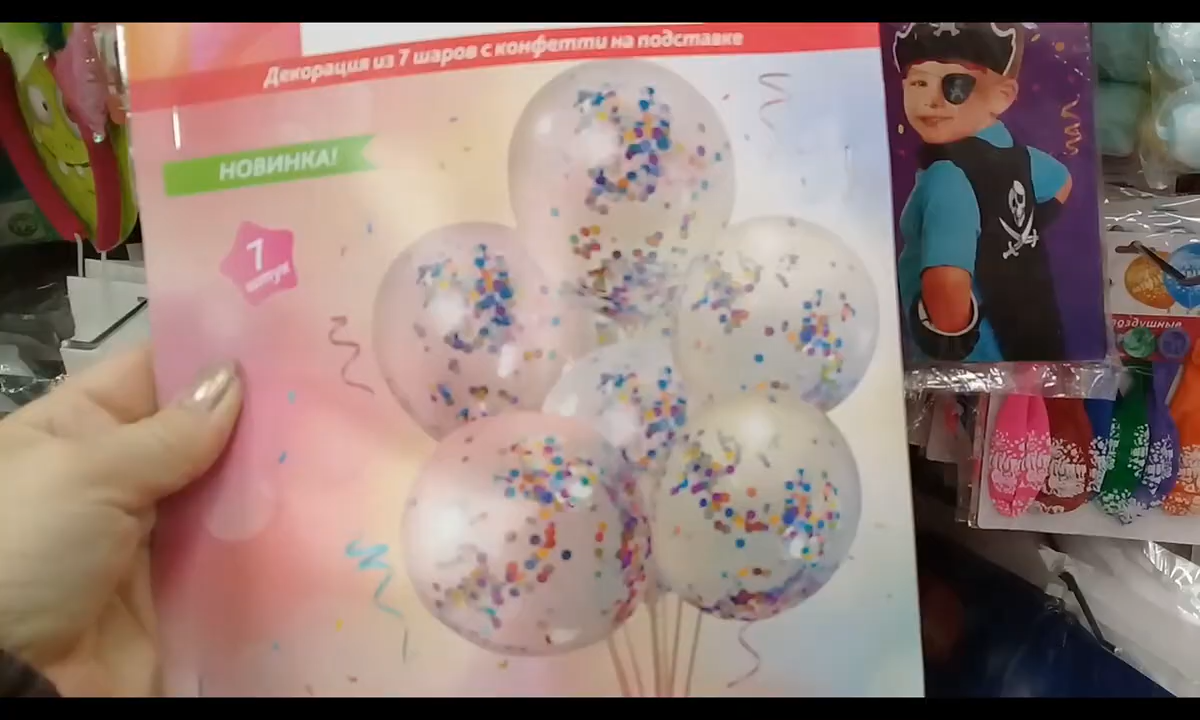 Декорация из 7 шаров с конфетти на подставке
НОВИНКА!
7
штук
воздушные